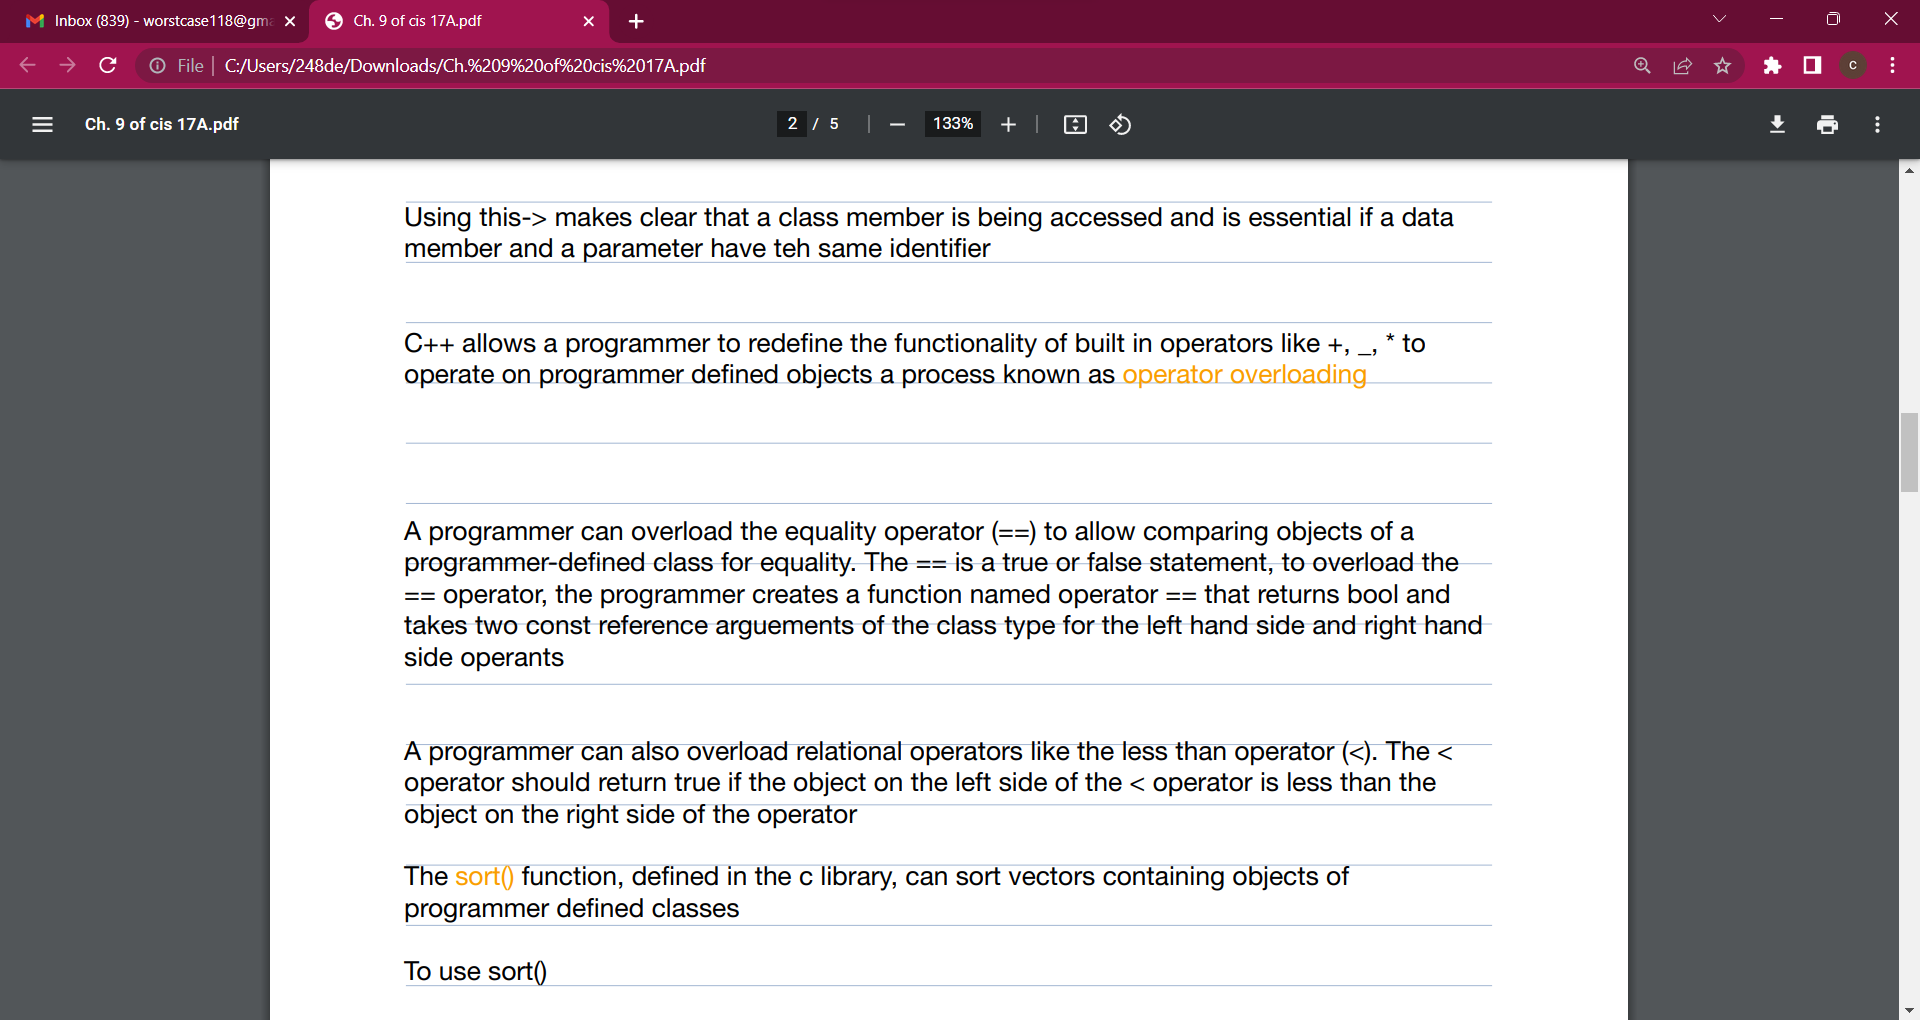 Inbox (839) - worstcase118@gma
Ch. 9 of cis 17A.pdf
File
C:/Users/248de/Downloads/Ch.%209%20of%20cis%2017A.pdf
c
Ch. 9 of cis 17A.pdf
2 / 5
133%
Using this-> makes clear that a class member is being accessed and is essential if a data
member and a parameter have teh same identifier
C++ allows a programmer to redefine the functionality of built in operators like +, _, * to
operate on programmer defined objects a process known as operator overloading
A programmer can overload the equality operator (==) to allow comparing objects of a
programmer-defined class for equality. The == is a true or false statement, to overload the
== operator, the programmer creates a function named operator == that returns bool and
takes two const reference arguements of the class type for the left hand side and right hand
side operants
A programmer can also overload relational operators like the less than operator (<). The <
operator should return true if the object on the left side of the < operator is less than the
object on the right side of the operator
The sort() function, defined in the c library, can sort vectors containing objects of
programmer defined classes
To use sort()